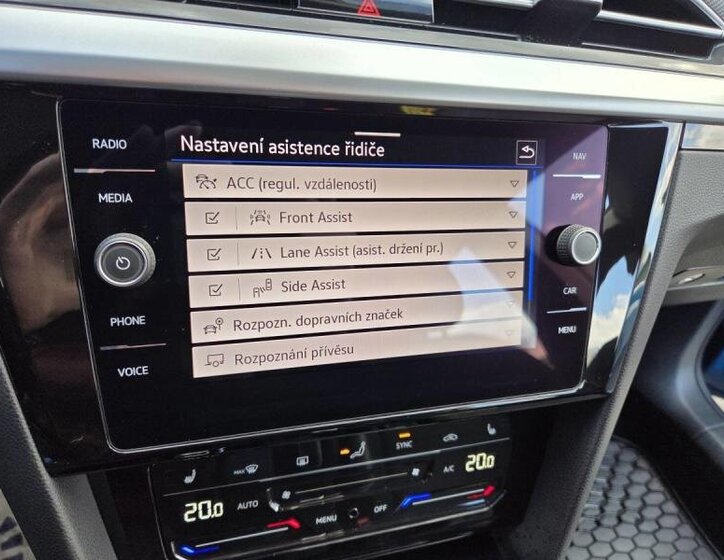 RADIO
MEDIA
PHONE
VOICE
Nastavení asistence řidiče
ACC (regul. vzdálenosti)
Front Assist
Lane Assist (asist. držení pr.)
Side Assist
Rozpozn. dopravních značek
Rozpoznání přívěsu
NAV
APP
CAR
MENU
MAX
SYNC
20.0
AUTO
MENU
OFF
A/C
20.0